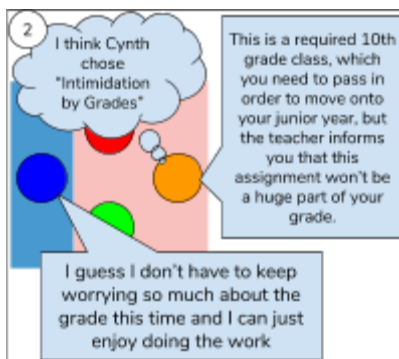 2
I think Cynth
chose
"Intimidation
by Grades"
This is a required 10th
grade class, which
you need to pass in
order to move onto
your junior year, but
the teacher informs
you that this
assignment won't be
a huge part of your
grade.
I guess I don't have to keep
worrying so much about the
grade this time and I can just
enjoy doing the work